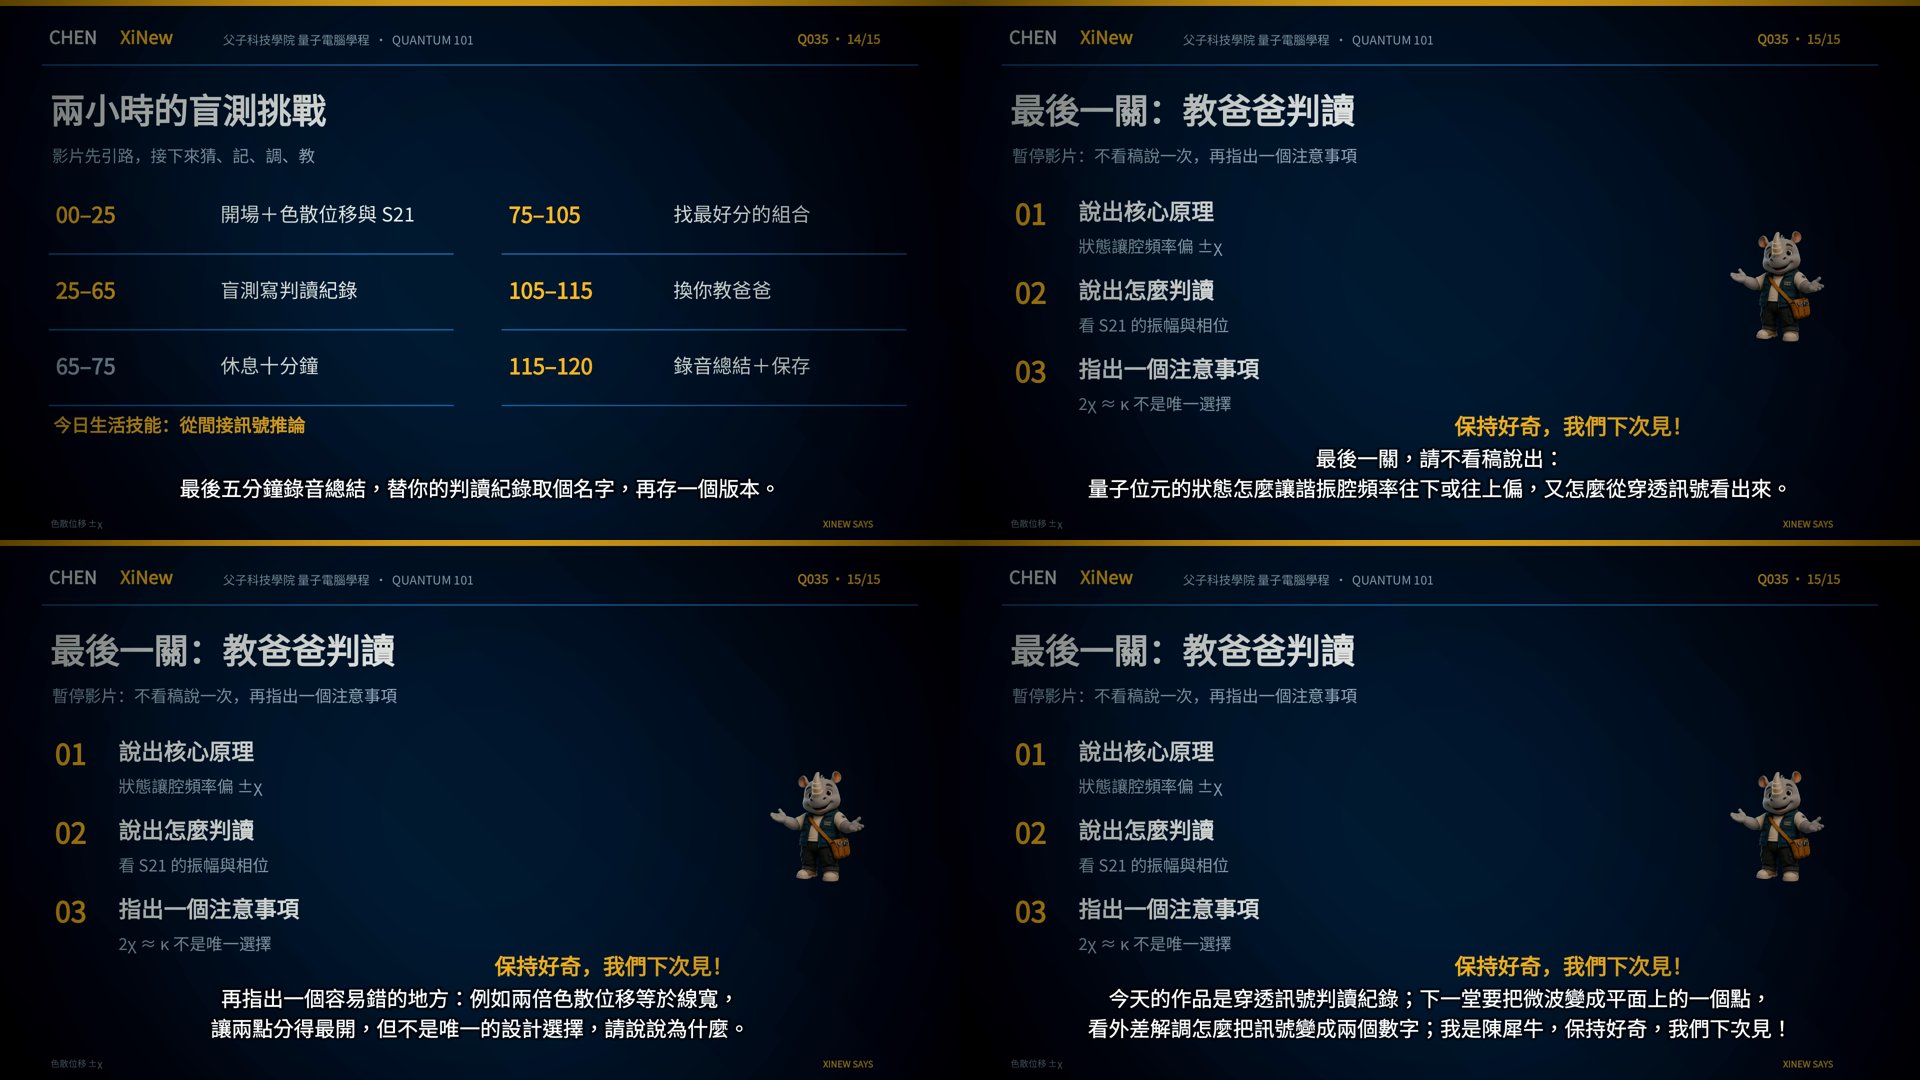 CHEN XiNew 父子科技學院 量子電腦學程 · QUANTUM 101 Q035 · 14/15
兩小時的盲測挑戰
影片先引路，接下來猜、記、調、教
00–25 開場＋色散位移與 S21
75–105 找最好分的組合
25–65 盲測寫判讀紀錄
105–115 換你教爸爸
65–75 休息十分鐘
115–120 錄音總結＋保存
今日生活技能：從間接訊號推論
最後五分鐘錄音總結，替你的判讀紀錄取個名字，再存一個版本。
色散位移 ±χ XINEW SAYS
CHEN XiNew 父子科技學院 量子電腦學程 · QUANTUM 101 Q035 · 15/15
最後一關：教爸爸判讀
暫停影片：不看稿說一次，再指出一個注意事項
01 說出核心原理
狀態讓腔頻率偏 ±χ
02 說出怎麼判讀
看 S21 的振幅與相位
03 指出一個注意事項
2χ ≈ κ 不是唯一選擇
保持好奇，我們下次見！
最後一關，請不看稿說出：
量子位元的狀態怎麼讓諧振腔頻率往下或往上偏，又怎麼從穿透訊號看出來。
色散位移 ±χ XINEW SAYS
CHEN XiNew 父子科技學院 量子電腦學程 · QUANTUM 101 Q035 · 15/15
最後一關：教爸爸判讀
暫停影片：不看稿說一次，再指出一個注意事項
01 說出核心原理
狀態讓腔頻率偏 ±χ
02 說出怎麼判讀
看 S21 的振幅與相位
03 指出一個注意事項
2χ ≈ κ 不是唯一選擇
保持好奇，我們下次見！
再指出一個容易錯的地方：例如兩倍色散位移等於線寬，
讓兩點分得最開，但不是唯一的設計選擇，請說說為什麼。
色散位移 ±χ XINEW SAYS
CHEN XiNew 父子科技學院 量子電腦學程 · QUANTUM 101 Q035 · 15/15
最後一關：教爸爸判讀
暫停影片：不看稿說一次，再指出一個注意事項
01 說出核心原理
狀態讓腔頻率偏 ±χ
02 說出怎麼判讀
看 S21 的振幅與相位
03 指出一個注意事項
2χ ≈ κ 不是唯一選擇
保持好奇，我們下次見！
今天的作品是穿透訊號判讀紀錄；下一堂要把微波變成平面上的一個點，
看外差解調怎麼把訊號變成兩個數字；我是陳犀牛，保持好奇，我們下次見！
色散位移 ±χ XINEW SAYS